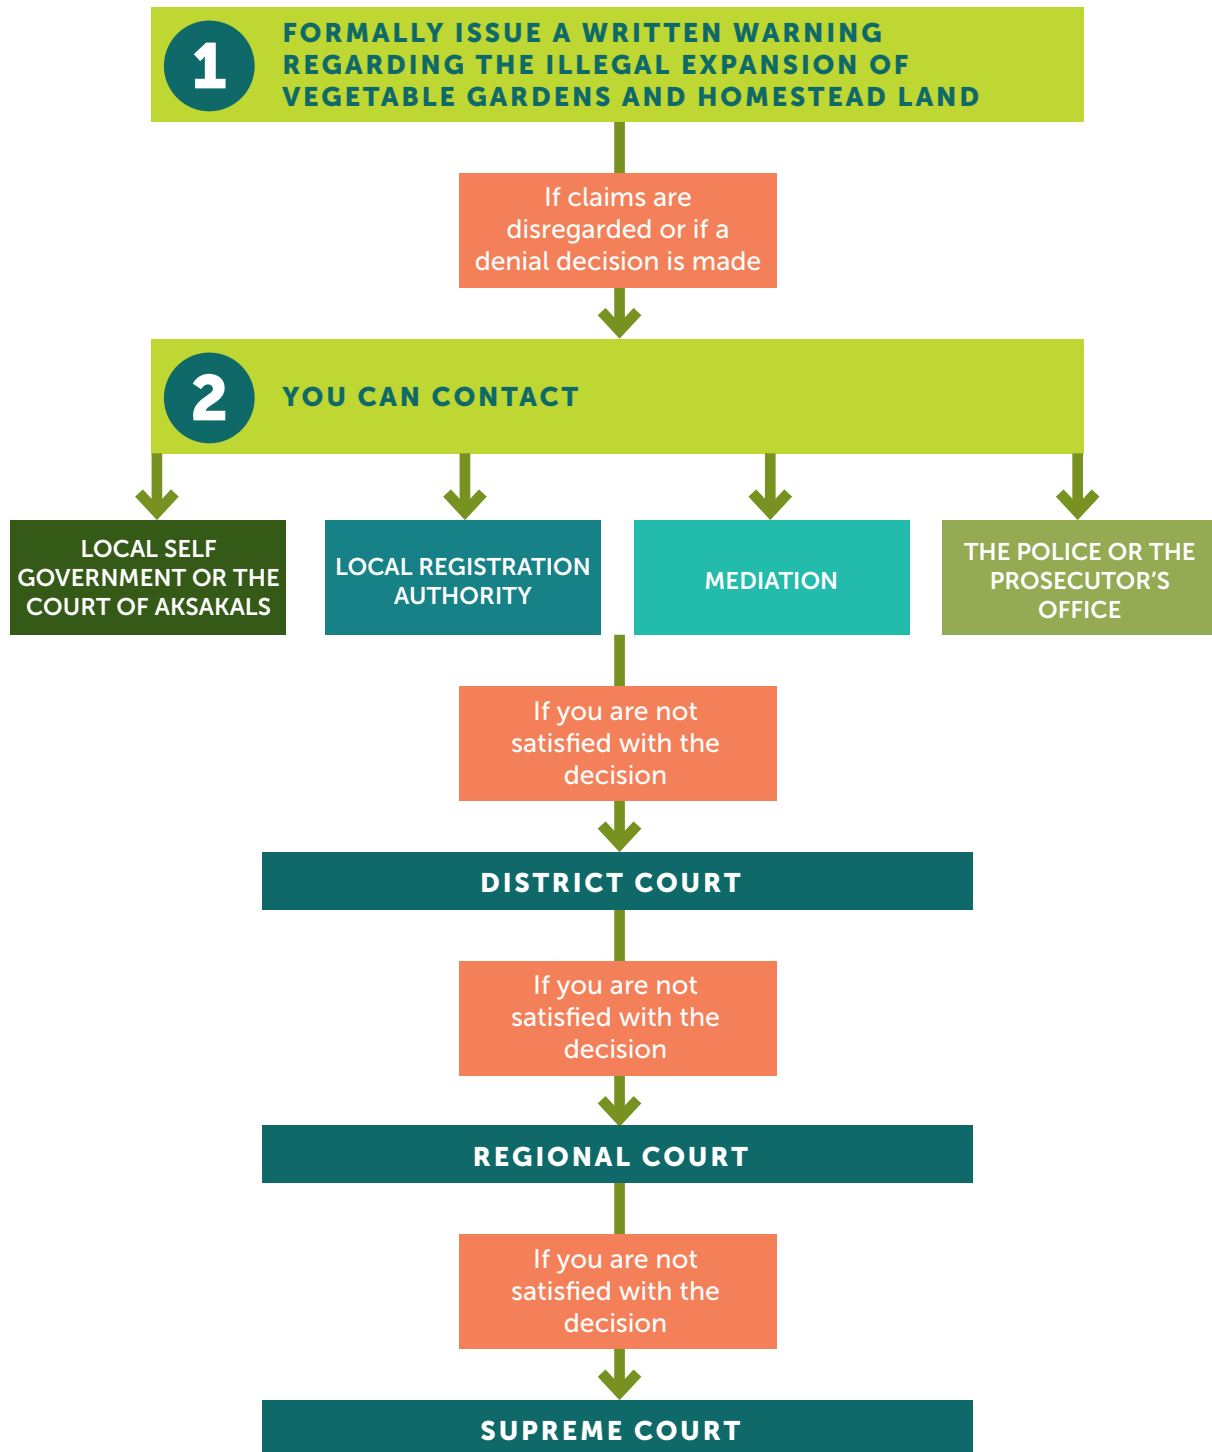 1
FORMALLY ISSUE A WRITTEN WARNING
REGARDING THE ILLEGAL EXPANSION OF
VEGETABLE GARDENS AND HOMESTEAD LAND
If claims are
disregarded or if a
denial decision is made
2
YOU CAN CONTACT
LOCAL SELF
GOVERNMENT OR THE
COURT OF AKSAKALS
LOCAL REGISTRATION
AUTHORITY
MEDIATION
THE POLICE OR THE
PROSECUTOR'S
OFFICE
If you are not
satisfied with the
decision
DISTRICT COURT
If you are not
satisfied with the
decision
REGIONAL COURT
If you are not
satisfied with the
decision
SUPREME COURT